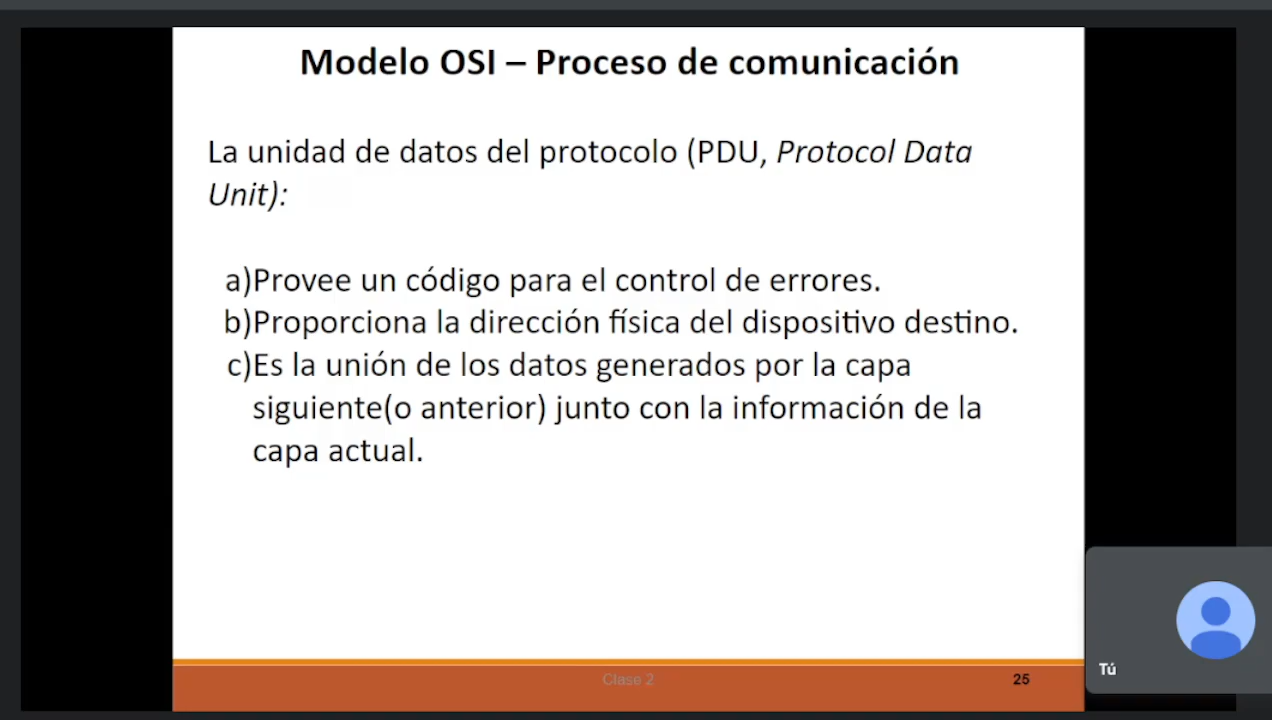 Modelo OSI – Proceso de comunicación
La unidad de datos del protocolo (PDU, Protocol Data
Unit):
a)Provee un código para el control de errores.
b)Proporciona la dirección física del dispositivo destino.
c)Es la unión de los datos generados por la capa
siguiente(o anterior) junto con la información de la
capa actual.
Clase 2
25
Tú